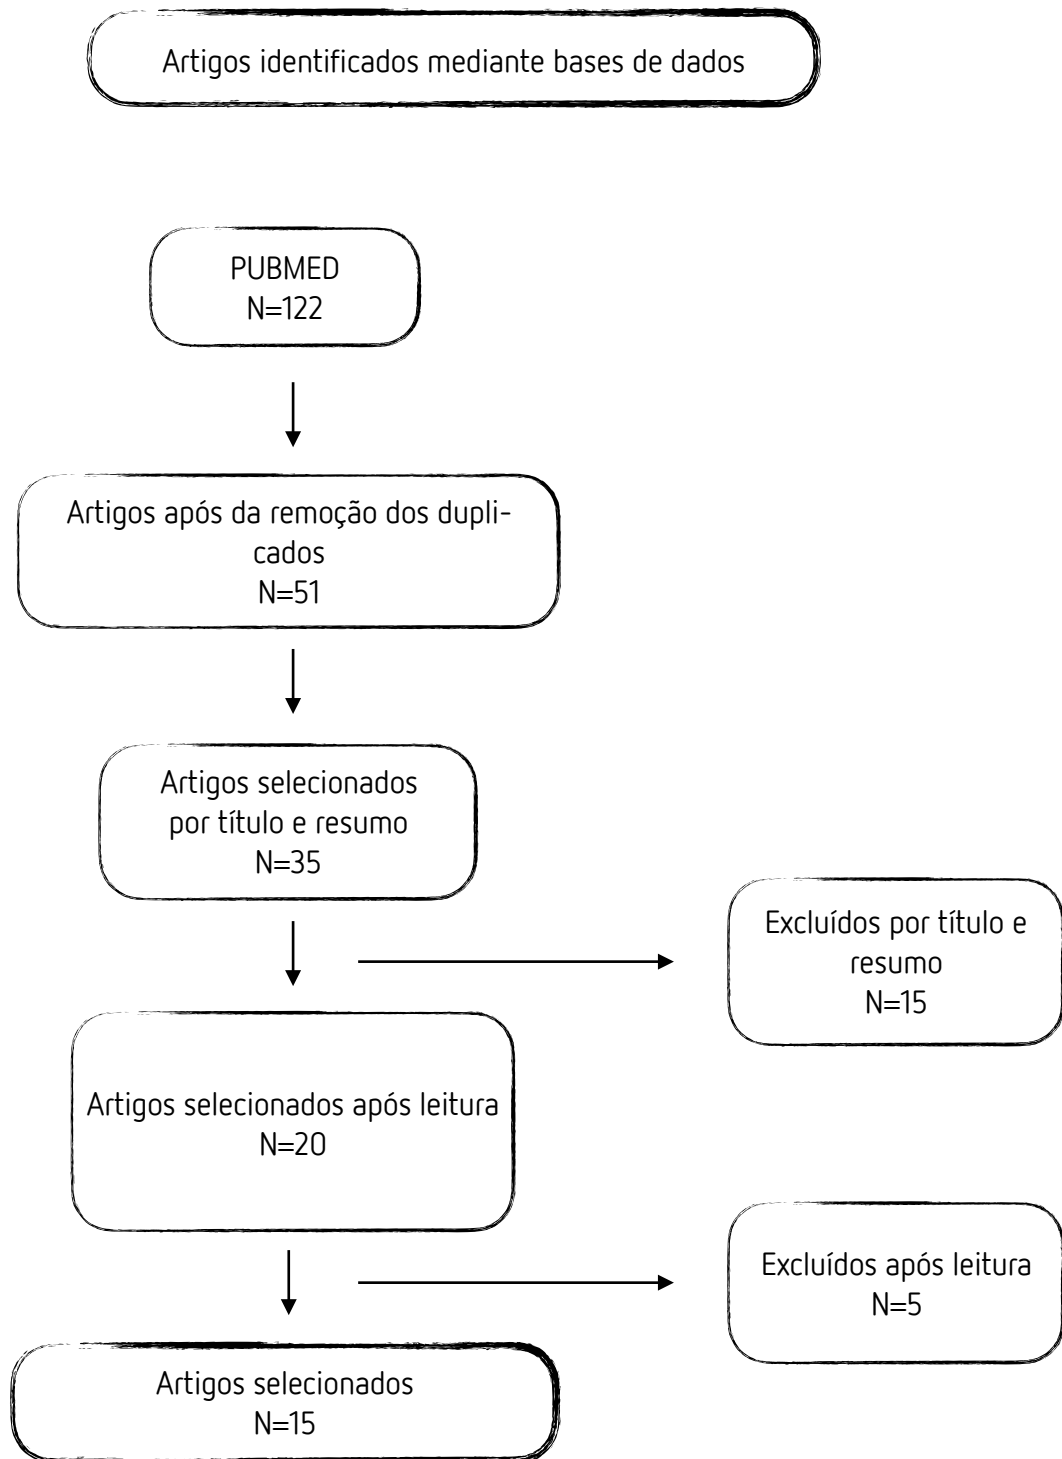 Artigos identificados mediante bases de dados
PUBMED
N=122
Artigos após da remoção dos dupli-
cados
N=51
Artigos selecionados
por título e resumo
N=35
Excluídos por título e
resumo
N=15
Artigos selecionados após leitura
N=20
Excluídos após leitura
N=5
Artigos selecionados
N=15